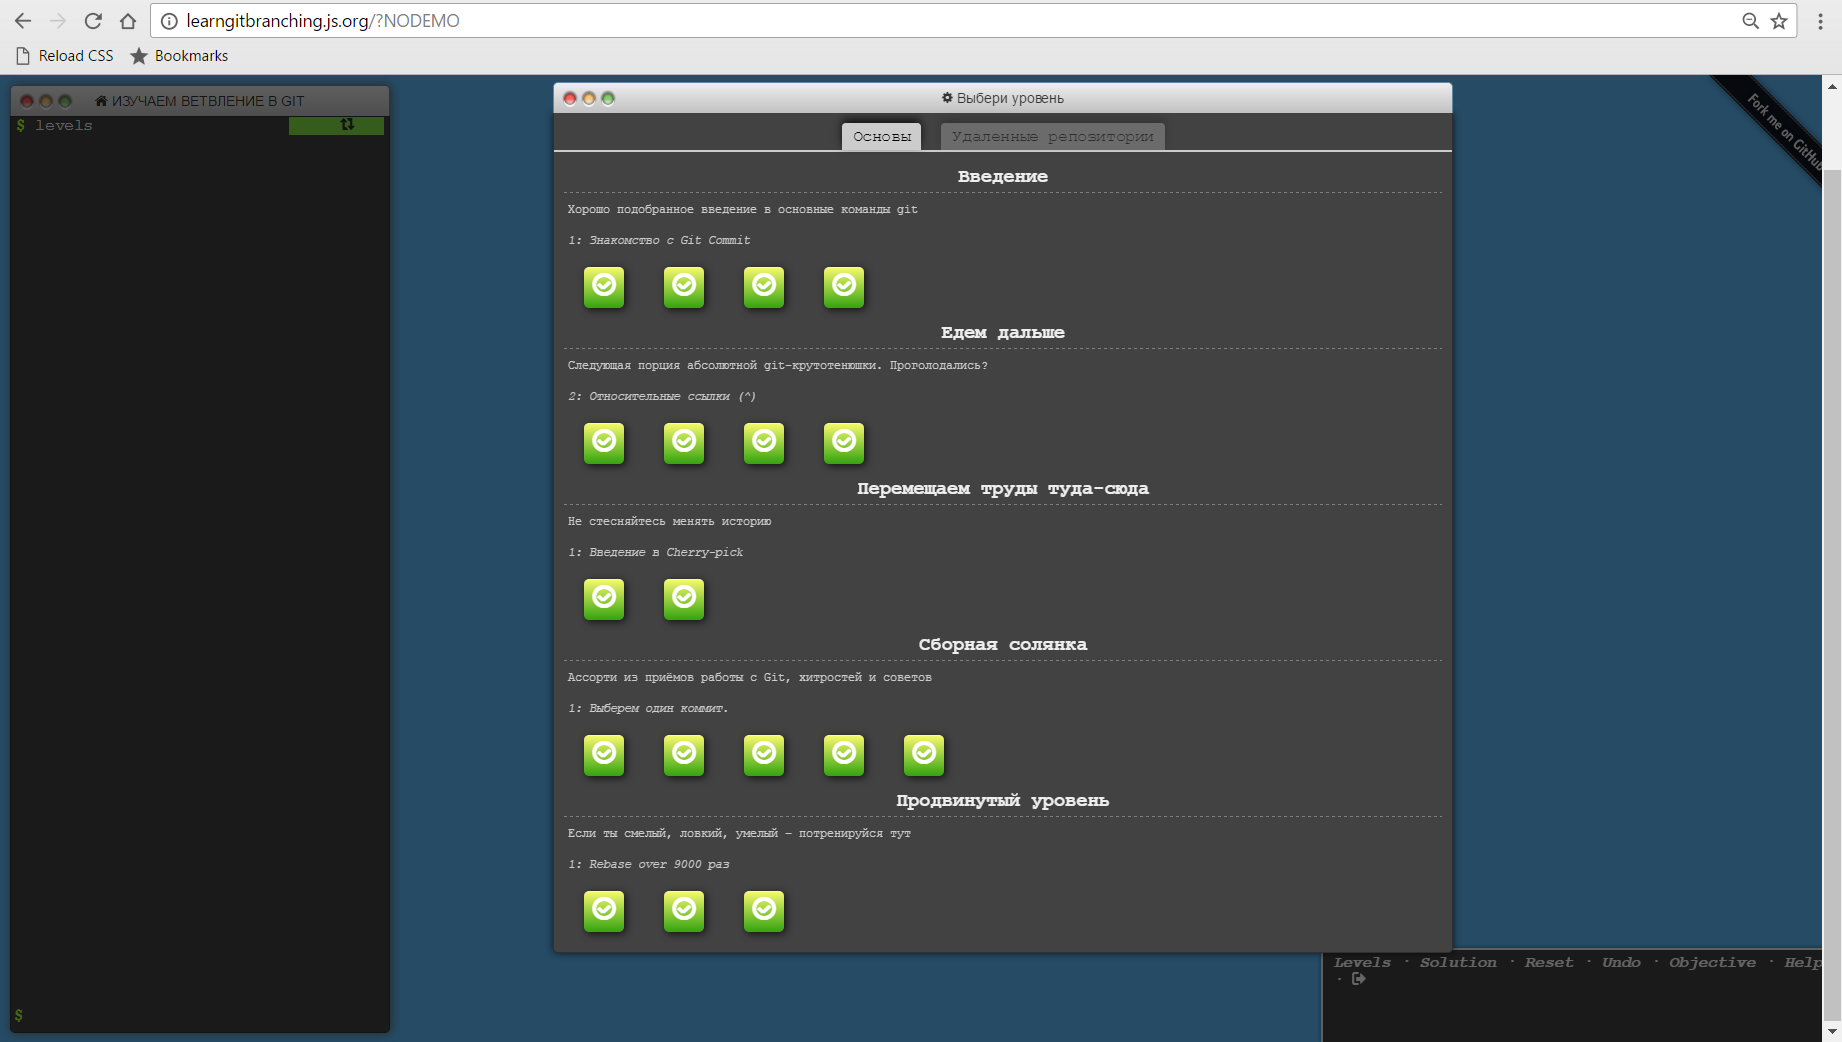 learngitbranching.js.org/?NODEMO
Reload CSS
Bookmarks
ИЗУЧАЕМ ВЕТВЛЕНИЕ В GIT
$ levels
$
Выбери уровень
Основы
Удаленные репозитории
Введение
Хорошо подобранное введение в основные команды git
1: Знакомство с Git Commit
Едем дальше
Следующая порция абсолютной git-крутотенюшки. Проголодались?
2: Относительные ссылки (^)
Перемещаем труды туда-сюда
Не стесняйтесь менять историю
1: Введение в Cherry-pick
Сборная солянка
Ассорти из приёмов работы с Git, хитростей и советов
1: Выберем один коммит.
Продвинутый уровень
Если ты смелый, ловкий, умелый - потренируйся тут
1: Rebase over 9000 раз
Fork me on GitHub
Levels · Solution · Reset · Undo · Objective · Help
·